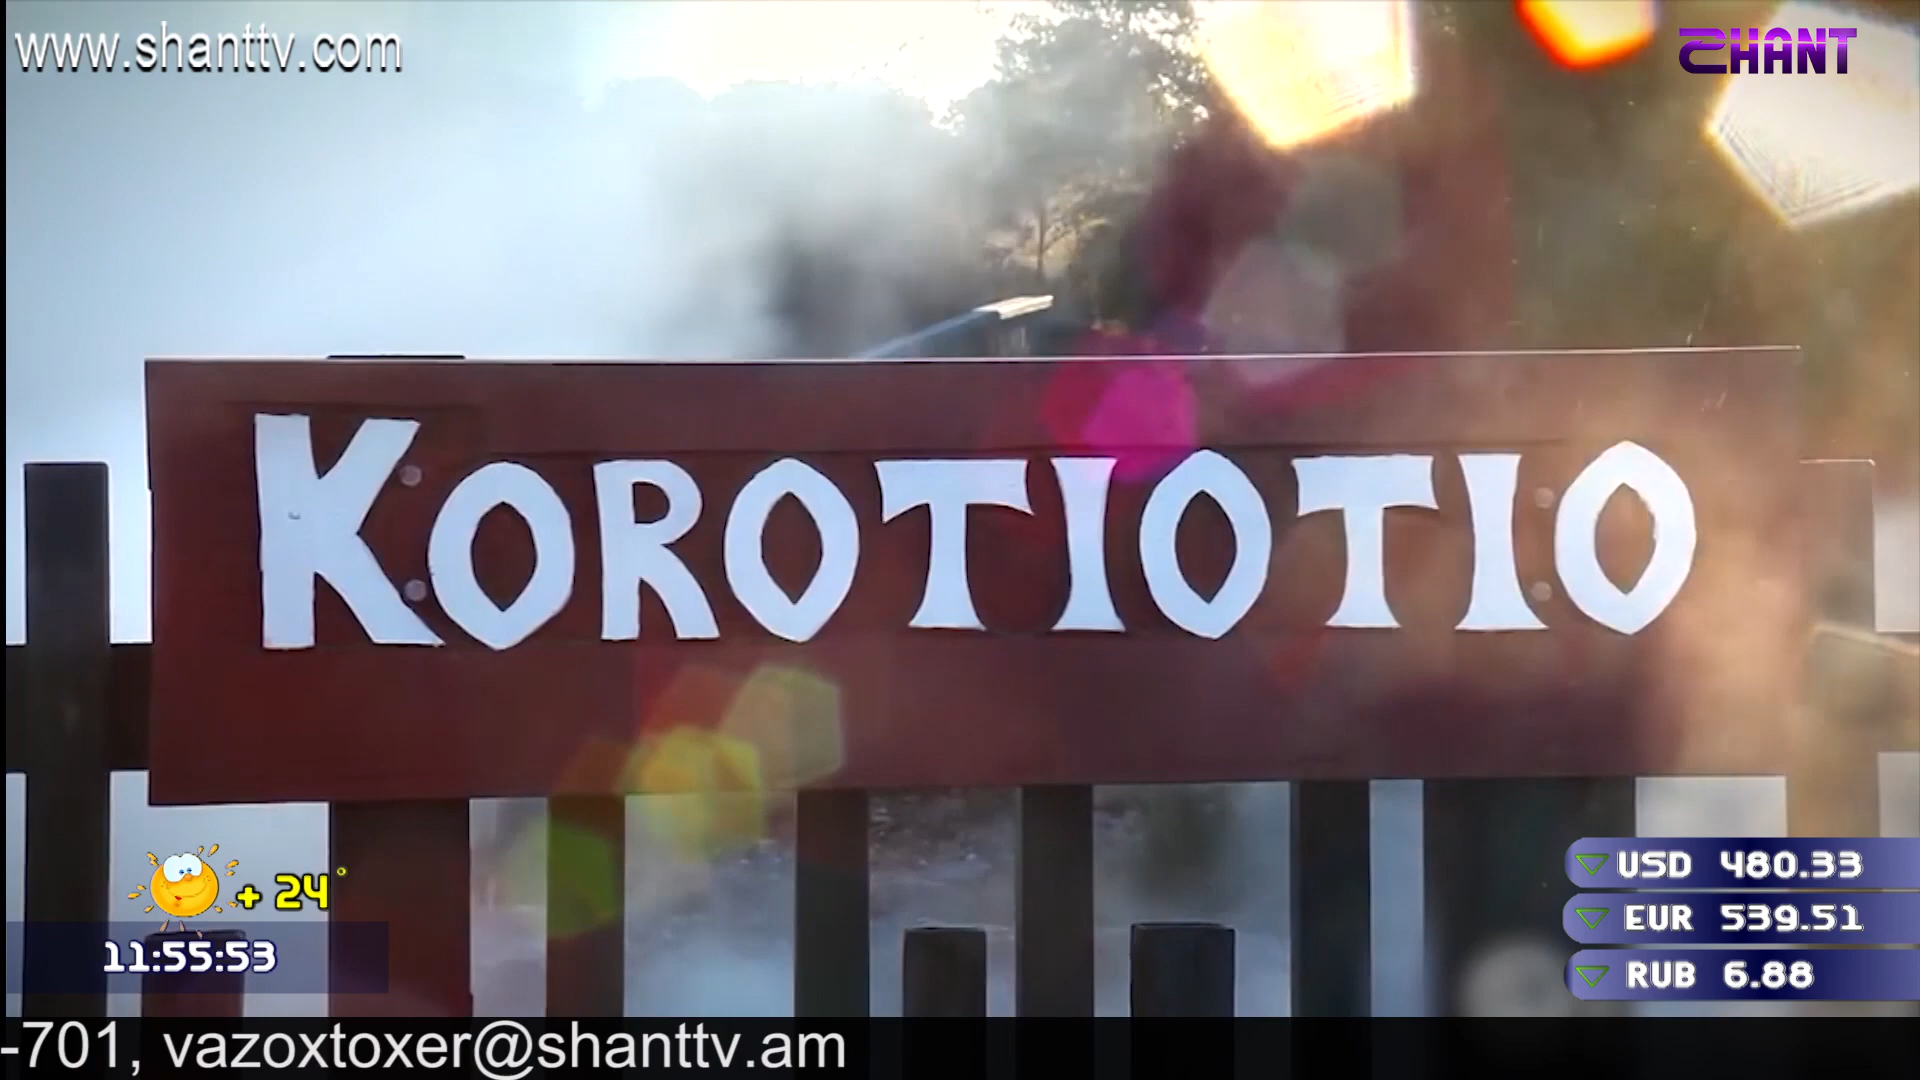 www.shanttv.com
SHANT
KOROTIOTIO
+ 24°
11:55:53
USD 480.33
EUR 539.51
RUB 6.88
-701, vazoxtoxer@shanttv.am